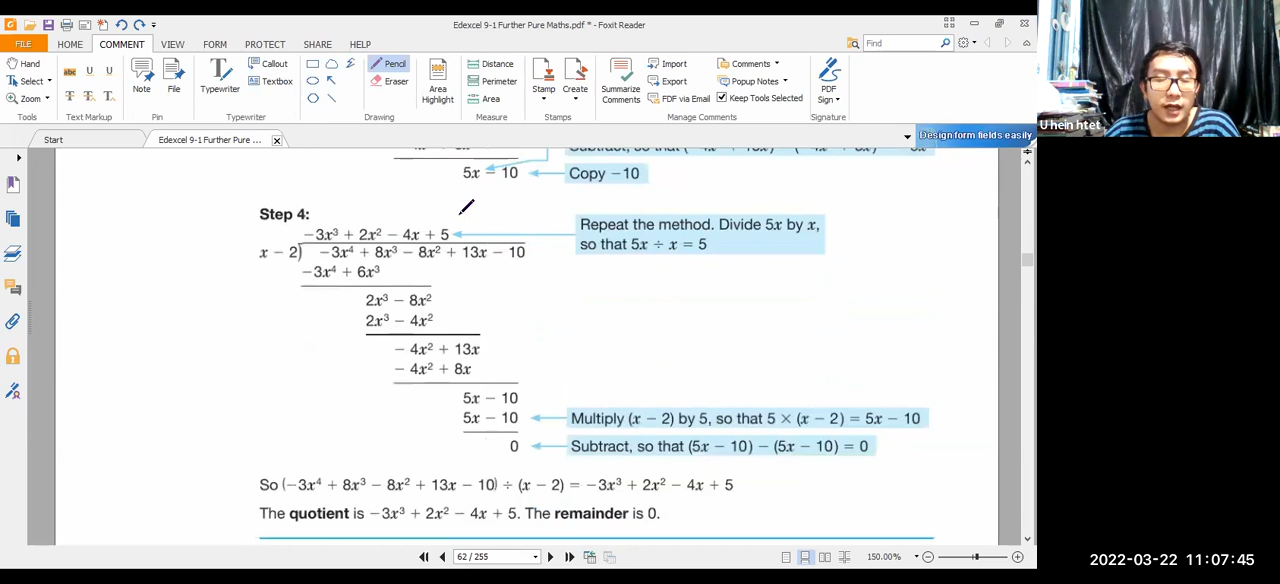 Edexcel 9-1 Further Pure Maths.pdf * - Foxit Reader
FILE HOME COMMENT VIEW FORM PROTECT SHARE HELP
Find
Hand
Select
Zoom
Tools
Text Markup
Note
File
Pin
Typewriter
Callout
Textbox
Typewriter
Pencil
Eraser
Drawing
Area Highlight
Distance
Perimeter
Area
Measure
Stamp
Create
Stamps
Summarize Comments
Import
Export
FDF via Email
Comments
Popup Notes
Keep Tools Selected
Manage Comments
PDF Sign
Signature
U hein htet
Start
Edexcel 9-1 Further Pure ...
Design form fields easily
5x − 10
Copy −10
Step 4:
−3x³ + 2x² − 4x + 5
Repeat the method. Divide 5x by x,
so that 5x ÷ x = 5
x − 2) −3x⁴ + 8x³ − 8x² + 13x − 10
−3x⁴ + 6x³
2x³ − 8x²
2x³ − 4x²
− 4x² + 13x
− 4x² + 8x
5x − 10
5x − 10
Multiply (x − 2) by 5, so that 5 × (x − 2) = 5x − 10
0
Subtract, so that (5x − 10) − (5x − 10) = 0
So (−3x⁴ + 8x³ − 8x² + 13x − 10) ÷ (x − 2) = −3x³ + 2x² − 4x + 5
The quotient is −3x³ + 2x² − 4x + 5. The remainder is 0.
62 / 255
150.00%
2022-03-22 11:07:45